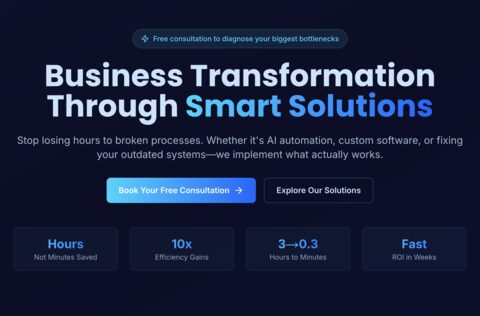 Free consultation to diagnose your biggest bottlenecks
Business Transformation
Through Smart Solutions
Stop losing hours to broken processes. Whether it's AI automation, custom software, or fixing
your outdated systems—we implement what actually works.
Book Your Free Consultation →
Explore Our Solutions
Hours
Not Minutes Saved
10x
Efficiency Gains
3→0.3
Hours to Minutes
Fast
ROI in Weeks